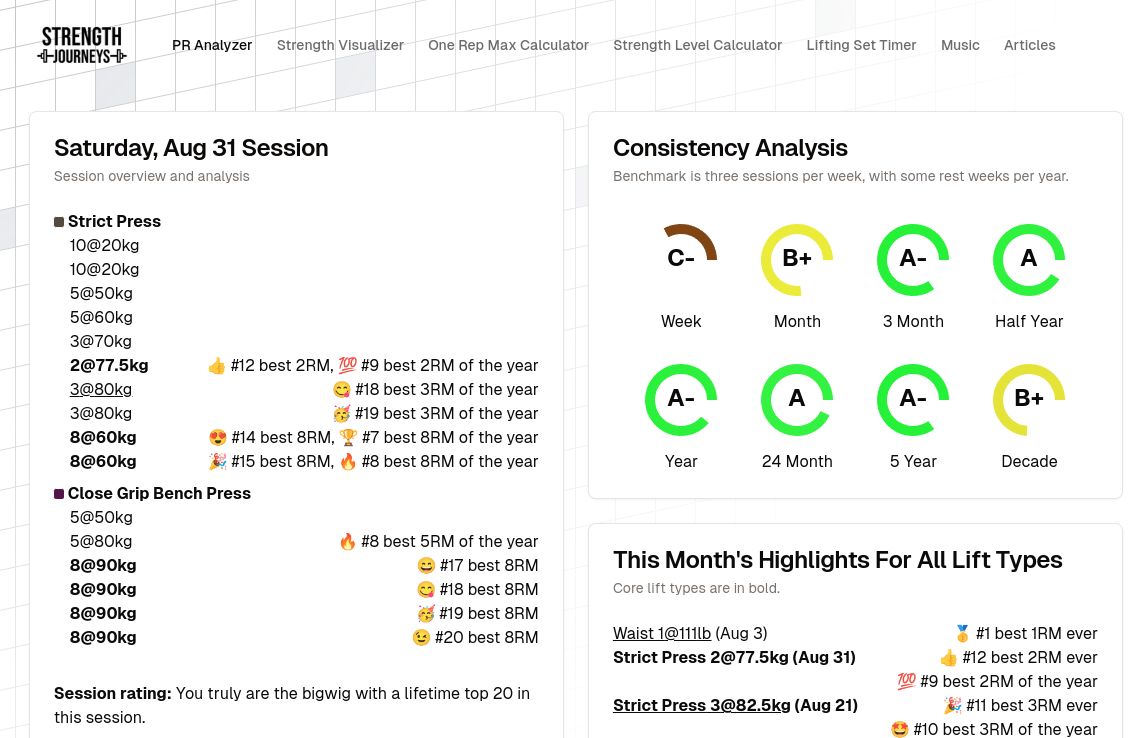 STRENGTH
JOURNEYS
PR Analyzer
Strength Visualizer
One Rep Max Calculator
Strength Level Calculator
Lifting Set Timer
Music
Articles
Saturday, Aug 31 Session
Session overview and analysis
Strict Press
10@20kg
10@20kg
5@50kg
5@60kg
3@70kg
2@77.5kg 👍 #12 best 2RM, 💯 #9 best 2RM of the year
3@80kg 😋 #18 best 3RM of the year
3@80kg 🥳 #19 best 3RM of the year
8@60kg 😍 #14 best 8RM, 🏆 #7 best 8RM of the year
8@60kg 🎉 #15 best 8RM, 🔥 #8 best 8RM of the year
Close Grip Bench Press
5@50kg
5@80kg 🔥 #8 best 5RM of the year
8@90kg 😄 #17 best 8RM
8@90kg 😋 #18 best 8RM
8@90kg 🥳 #19 best 8RM
8@90kg 😉 #20 best 8RM
Session rating: You truly are the bigwig with a lifetime top 20 in
this session.
Consistency Analysis
Benchmark is three sessions per week, with some rest weeks per year.
C- B+ A- A
Week Month 3 Month Half Year
A- A A- B+
Year 24 Month 5 Year Decade
This Month's Highlights For All Lift Types
Core lift types are in bold.
Waist 1@111lb (Aug 3) 🥇 #1 best 1RM ever
Strict Press 2@77.5kg (Aug 31) 👍 #12 best 2RM ever
💯 #9 best 2RM of the year
Strict Press 3@82.5kg (Aug 21) 🎉 #11 best 3RM ever
🤩 #10 best 3RM of the year